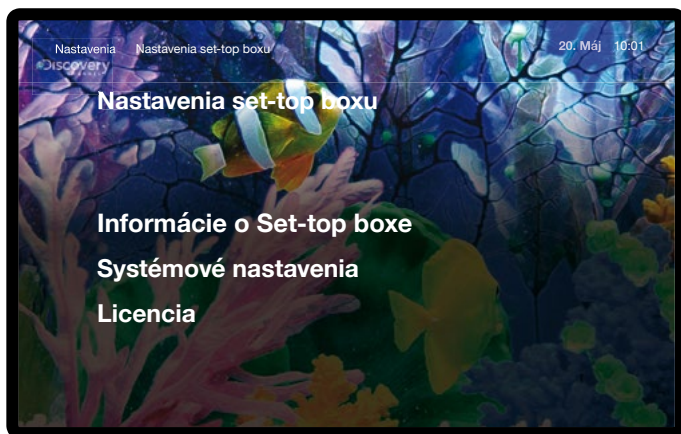 Nastavenia Nastavenia set-top boxu 20. Máj 10:01
Discovery
CHANNEL
Nastavenia set-top boxu
Informácie o Set-top boxe
Systémové nastavenia
Licencia